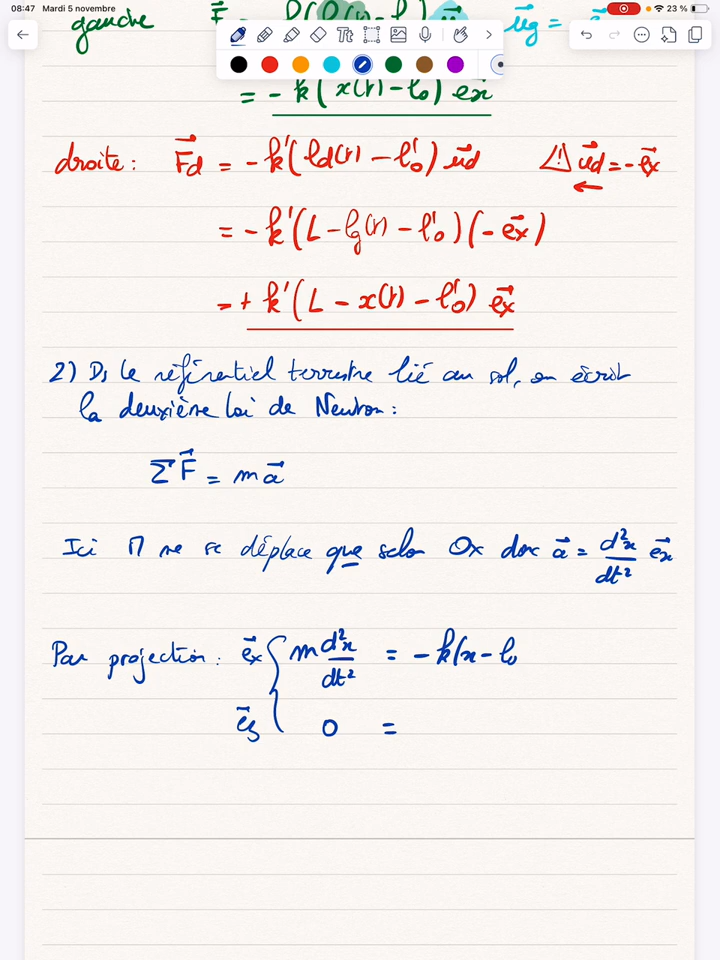 08:47 Mardi 5 novembre 23 %
gauche
Tt
= - k ( x(t) - l₀ ) e⃗x
droite : F⃗d = - k'( ld(t) - l'₀ ) u⃗d ⚠ u⃗d = - e⃗x
= - k'( L - lg(t) - l'₀ ) ( - e⃗x )
= + k'( L - x(t) - l'₀ ) e⃗x
2) Ds le référentiel terrestre lié au sol, on écrit
la deuxième loi de Newton :
Σ F⃗ = m a⃗
Ici M ne se déplace que selon Ox donc a⃗ = d²x/dt² e⃗x
Par projection : e⃗x { m d²x/dt² = - k(x - l₀
0 =